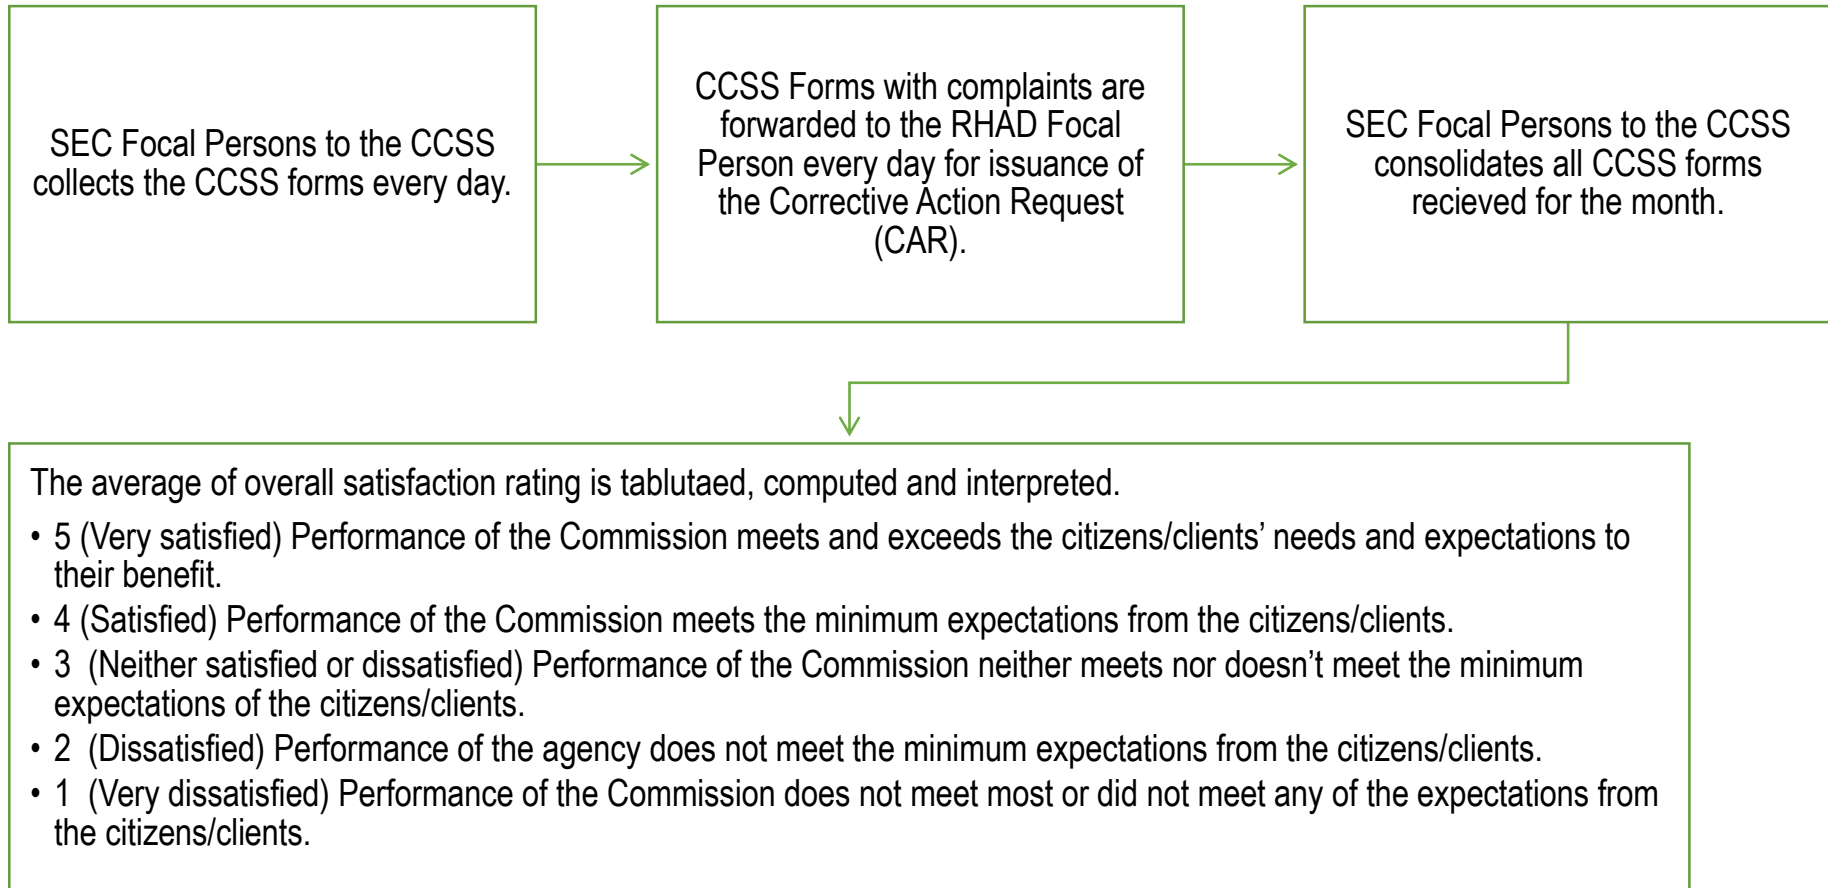 SEC Focal Persons to the CCSS
collects the CCSS forms every day.
CCSS Forms with complaints are
forwarded to the RHAD Focal
Person every day for issuance of
the Corrective Action Request
(CAR).
SEC Focal Persons to the CCSS
consolidates all CCSS forms
recieved for the month.
The average of overall satisfaction rating is tablutaed, computed and interpreted.
• 5 (Very satisfied) Performance of the Commission meets and exceeds the citizens/clients’ needs and expectations to
their benefit.
• 4 (Satisfied) Performance of the Commission meets the minimum expectations from the citizens/clients.
• 3  (Neither satisfied or dissatisfied) Performance of the Commission neither meets nor doesn’t meet the minimum
expectations of the citizens/clients.
• 2  (Dissatisfied) Performance of the agency does not meet the minimum expectations from the citizens/clients.
• 1  (Very dissatisfied) Performance of the Commission does not meet most or did not meet any of the expectations from
the citizens/clients.